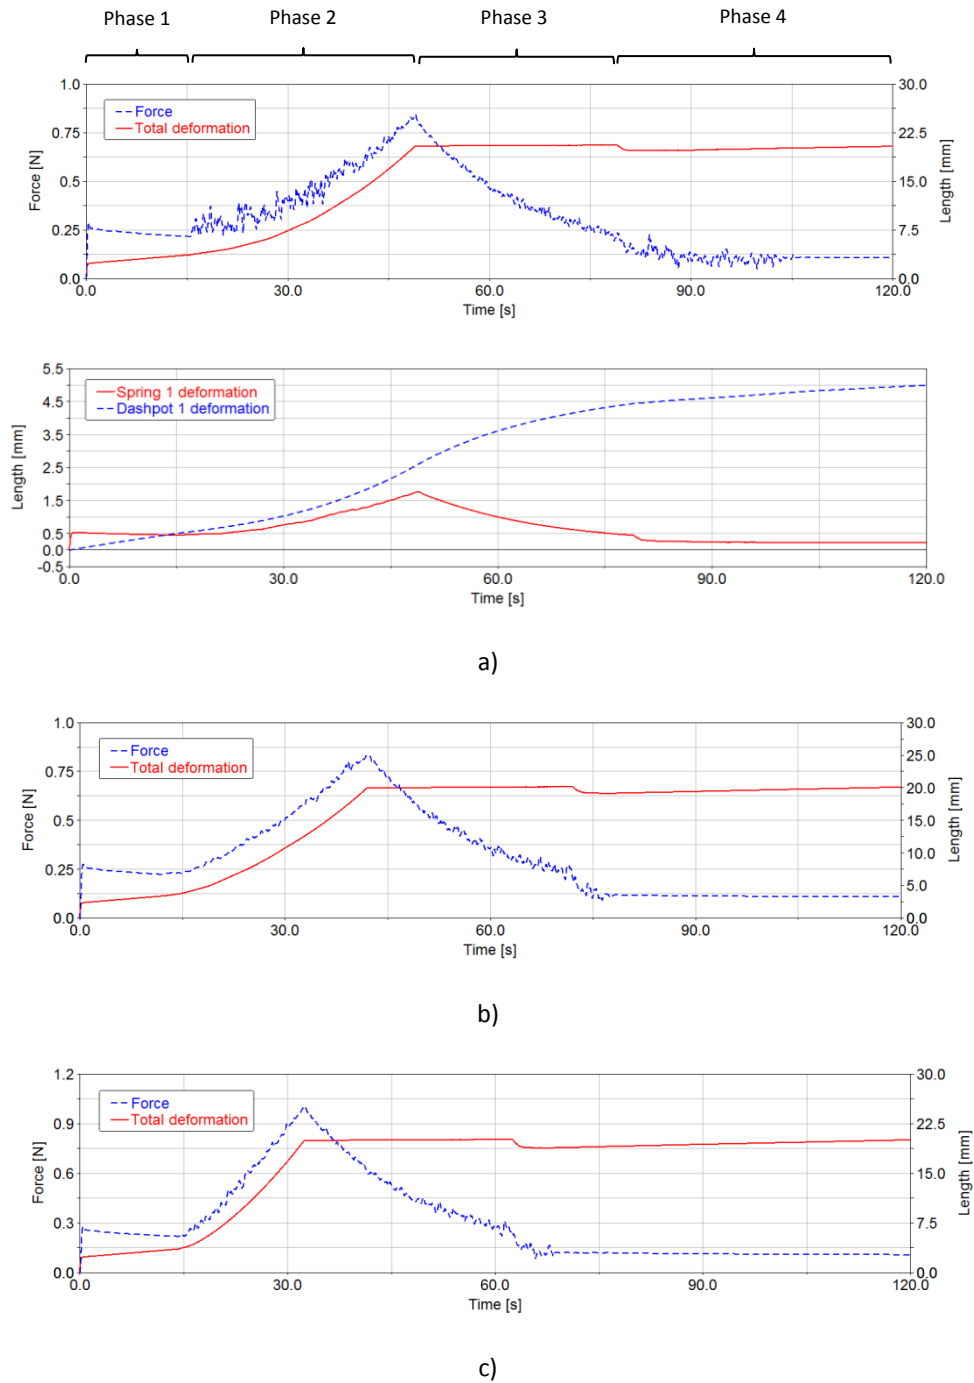 Phase 1 Phase 2 Phase 3 Phase 4
Force
Total deformation
Force [N]
1.0
0.75
0.5
0.25
0.0
30.0
22.5
15.0
7.5
0.0
Length [mm]
0.0 30.0 60.0 90.0 120.0
Time [s]
Spring 1 deformation
Dashpot 1 deformation
Length [mm]
5.5
4.5
3.5
2.5
1.5
0.5
0.0
-0.5
0.0 30.0 60.0 90.0 120.0
Time [s]
a)
Force
Total deformation
Force [N]
1.0
0.75
0.5
0.25
0.0
30.0
25.0
20.0
15.0
10.0
5.0
0.0
Length [mm]
0.0 30.0 60.0 90.0 120.0
Time [s]
b)
Force
Total deformation
Force [N]
1.2
0.9
0.6
0.3
0.0
30.0
22.5
15.0
7.5
0.0
Length [mm]
0.0 30.0 60.0 90.0 120.0
Time [s]
c)